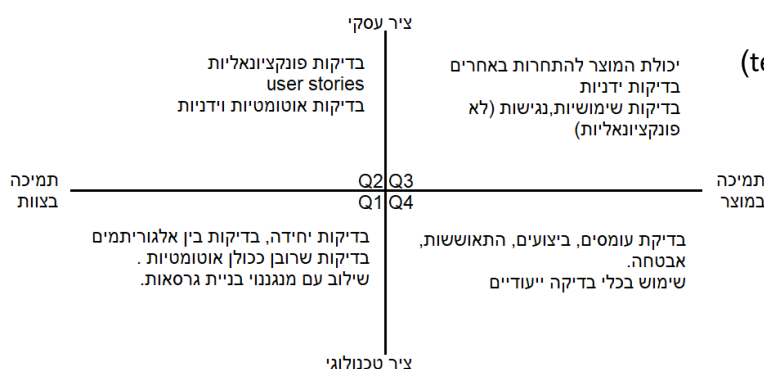 ציר עסקי
(te
בדיקות פונקציונאליות
user stories
בדיקות אוטומטיות וידניות
יכולת המוצר להתחרות באחרים
בדיקות ידניות
בדיקות שימושיות,נגישות (לא
פונקציונאליות)
תמיכה
בצוות
Q2
Q3
Q1
Q4
תמיכה
במוצר
בדיקות יחידה, בדיקות בין אלגוריתמים
בדיקות שרובן ככולן אוטומטיות .
שילוב עם מנגננוי בניית גרסאות.
בדיקת עומסים, ביצועים, התאוששות,
אבטחה.
שימוש בכלי בדיקה ייעודיים
ציר טכנולוגי